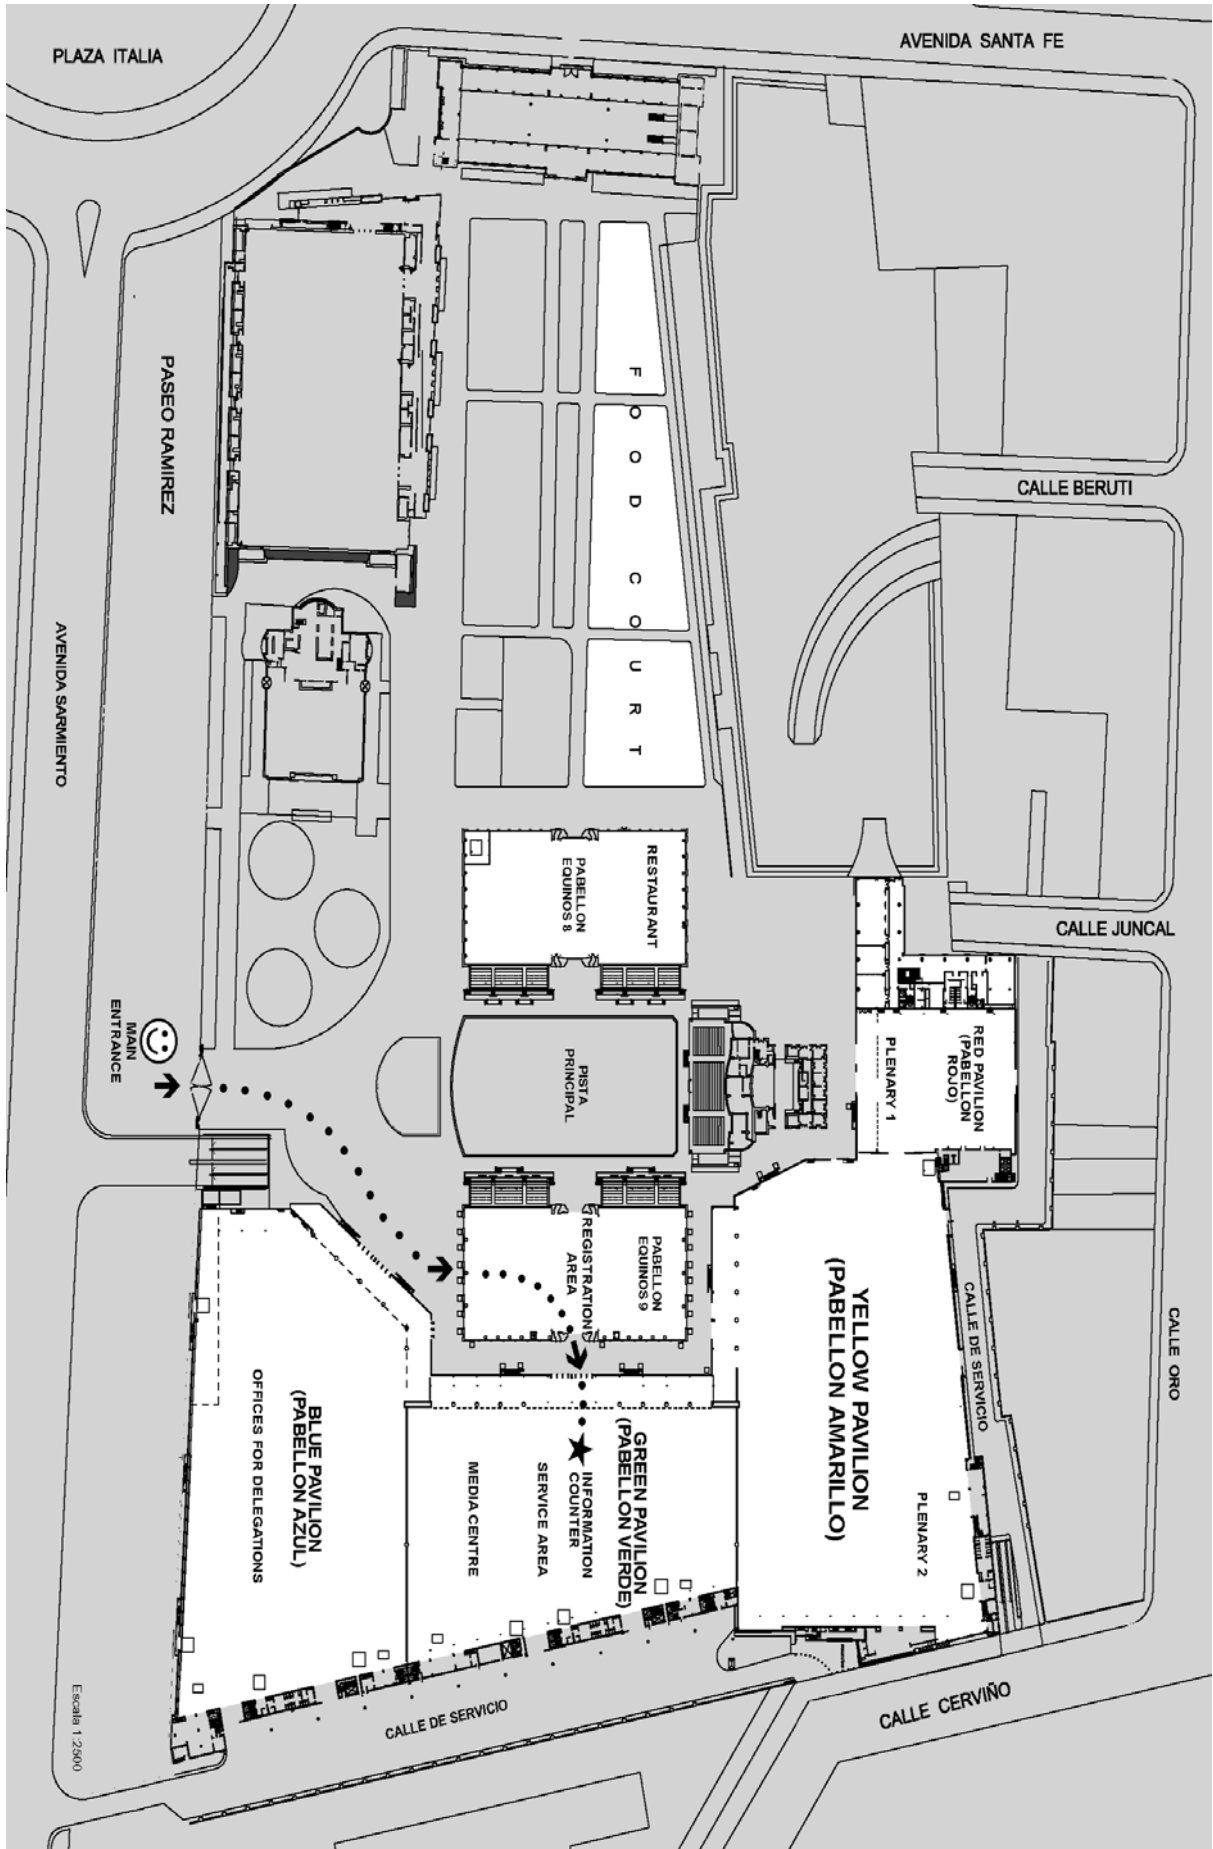 PLAZA ITALIA
AVENIDA SANTA FE
PASEO RAMIREZ
FOOD COURT
CALLE BERUTI
AVENIDA SARMIENTO
RESTAURANT
PABELLON
EQUINOS 8
CALLE JUNCAL
MAIN
ENTRANCE
PISTA
PRINCIPAL
RED PAVILION
(PABELLON
ROJO)
PLENARY 1
PABELLON
EQUINOS 9
REGISTRATION
AREA
YELLOW PAVILION
(PABELLON AMARILLO)
PLENARY 2
CALLE DE SERVICIO
CALLE ORO
BLUE PAVILION
(PABELLON AZUL)
OFFICES FOR DELEGATIONS
GREEN PAVILION
(PABELLON VERDE)
INFORMATION
COUNTER
SERVICE AREA
MEDIA CENTRE
CALLE DE SERVICIO
CALLE CERVIÑO
Escala 1:2500